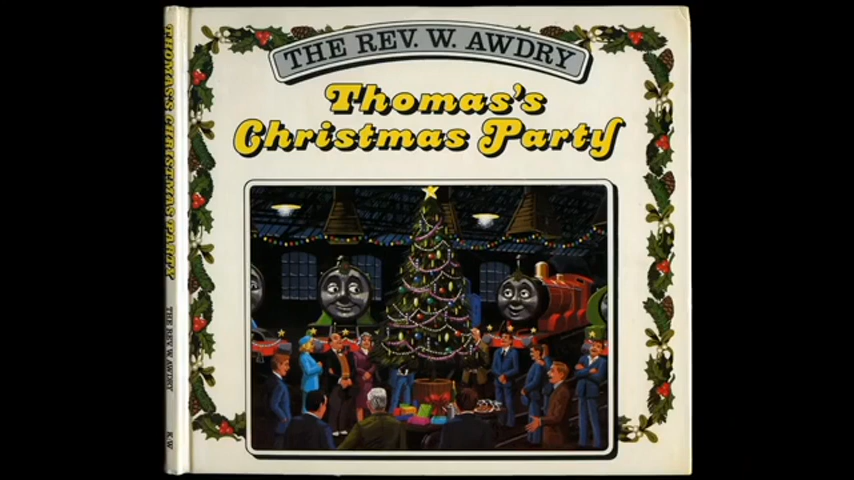 THE REV. W. AWDRY
Thomas's
Christmas Party
THOMAS'S CHRISTMAS PARTY
THE REV. W. AWDRY
K/W